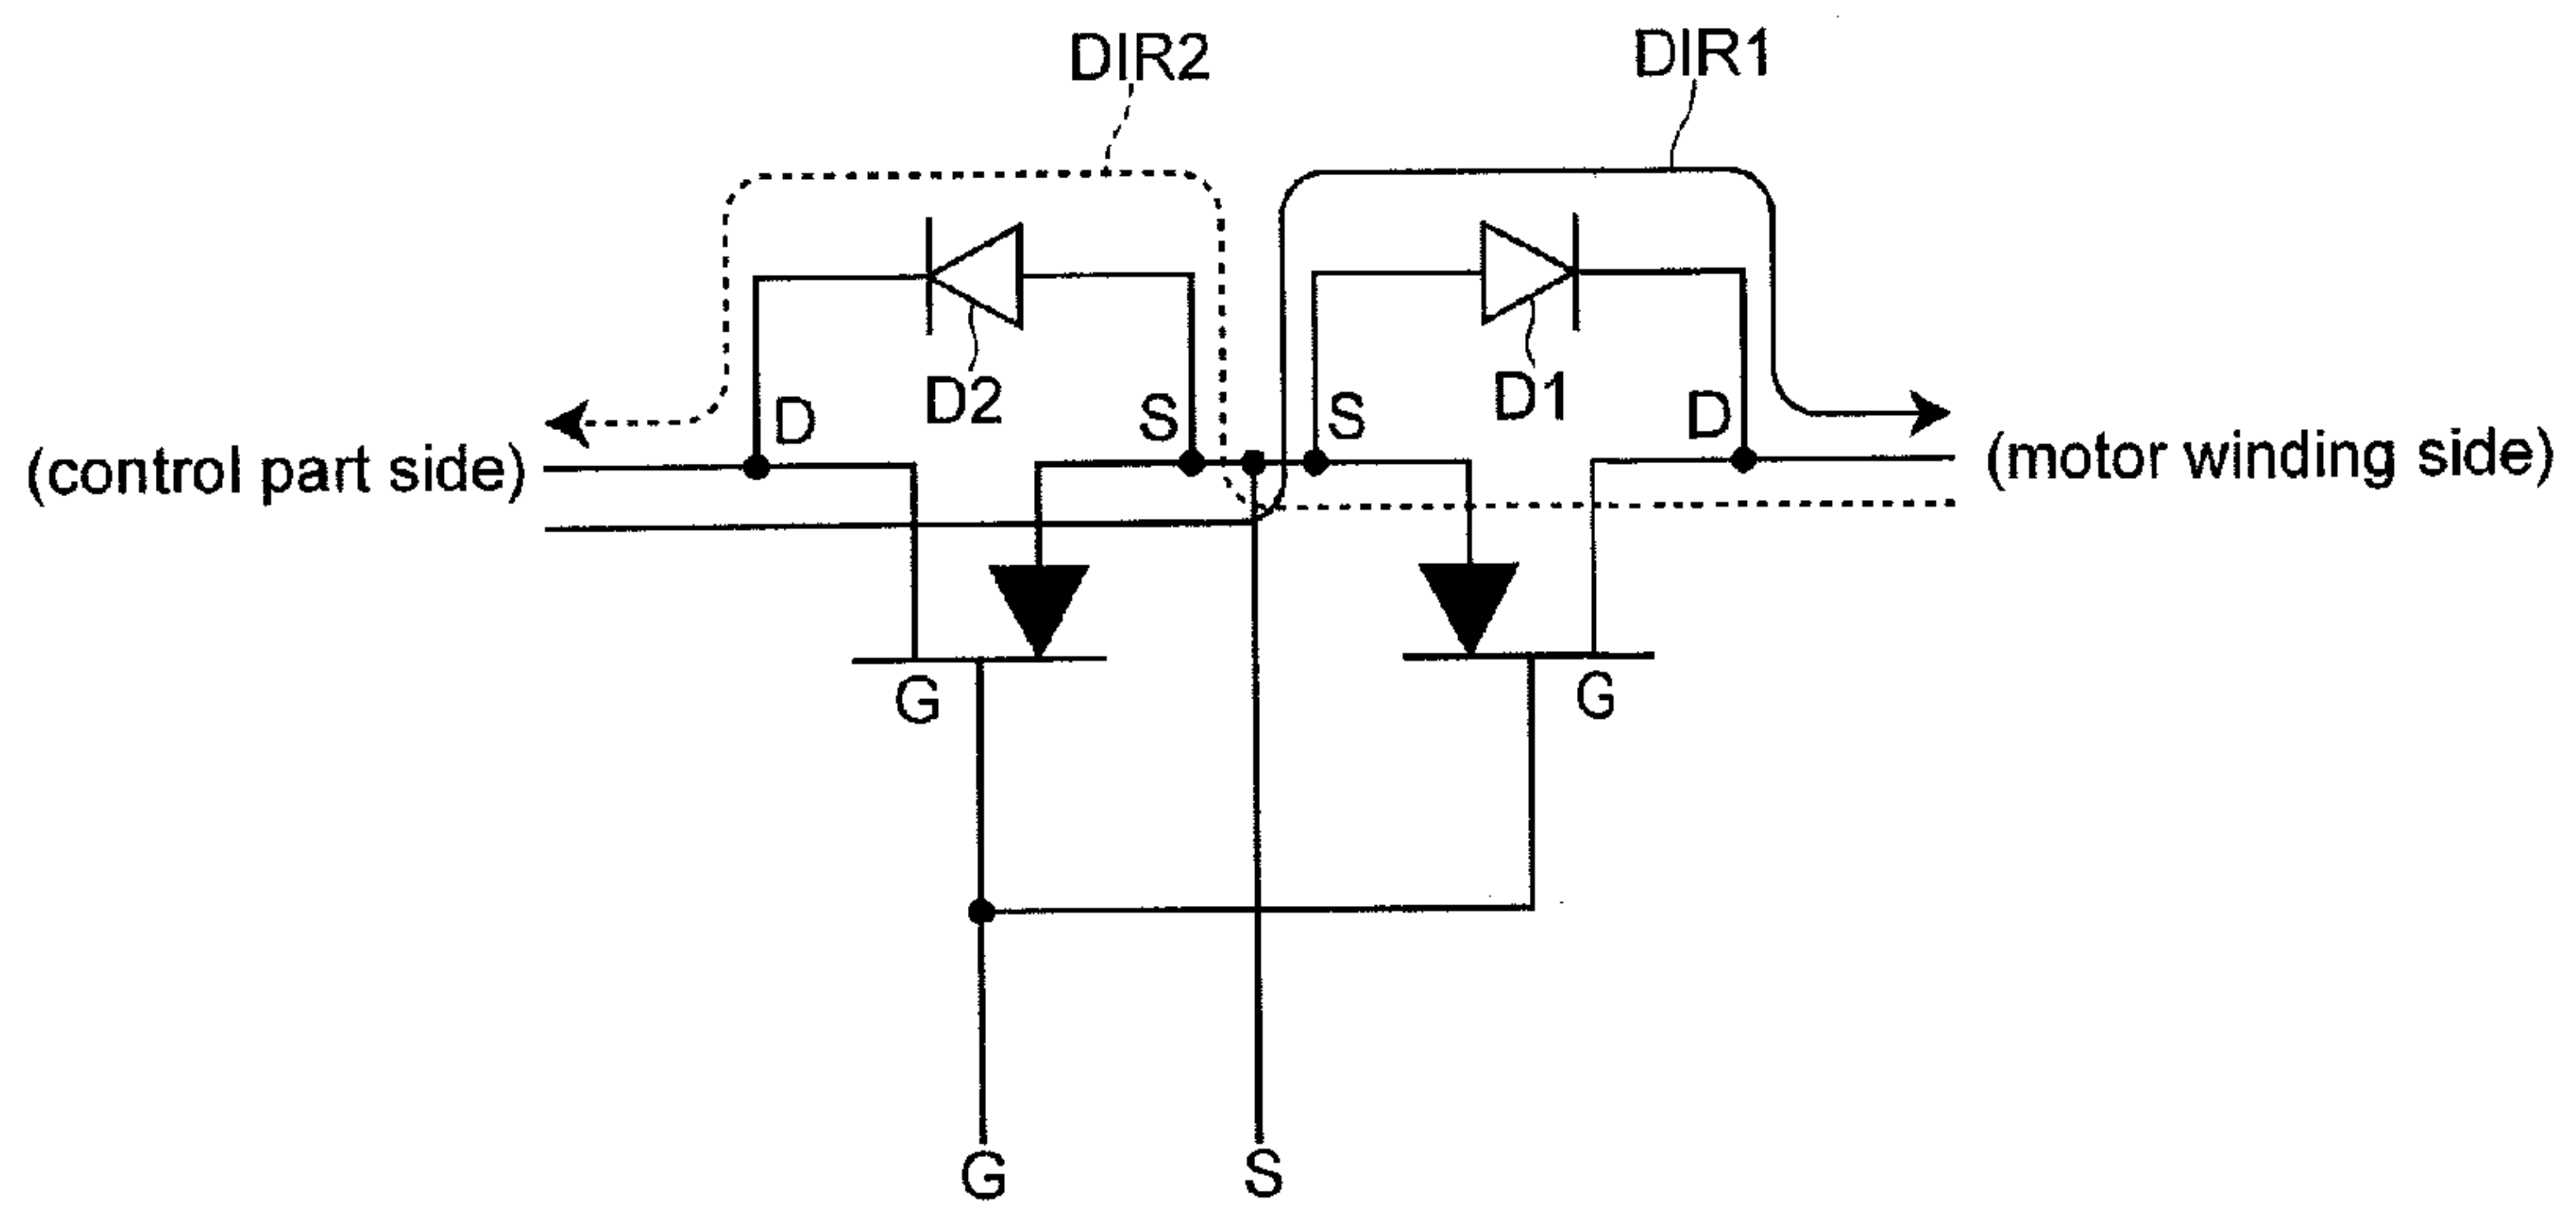 DIR2
DIR1
D2
D1
D
S
S
D
(control part side)
(motor winding side)
G
G
G
S